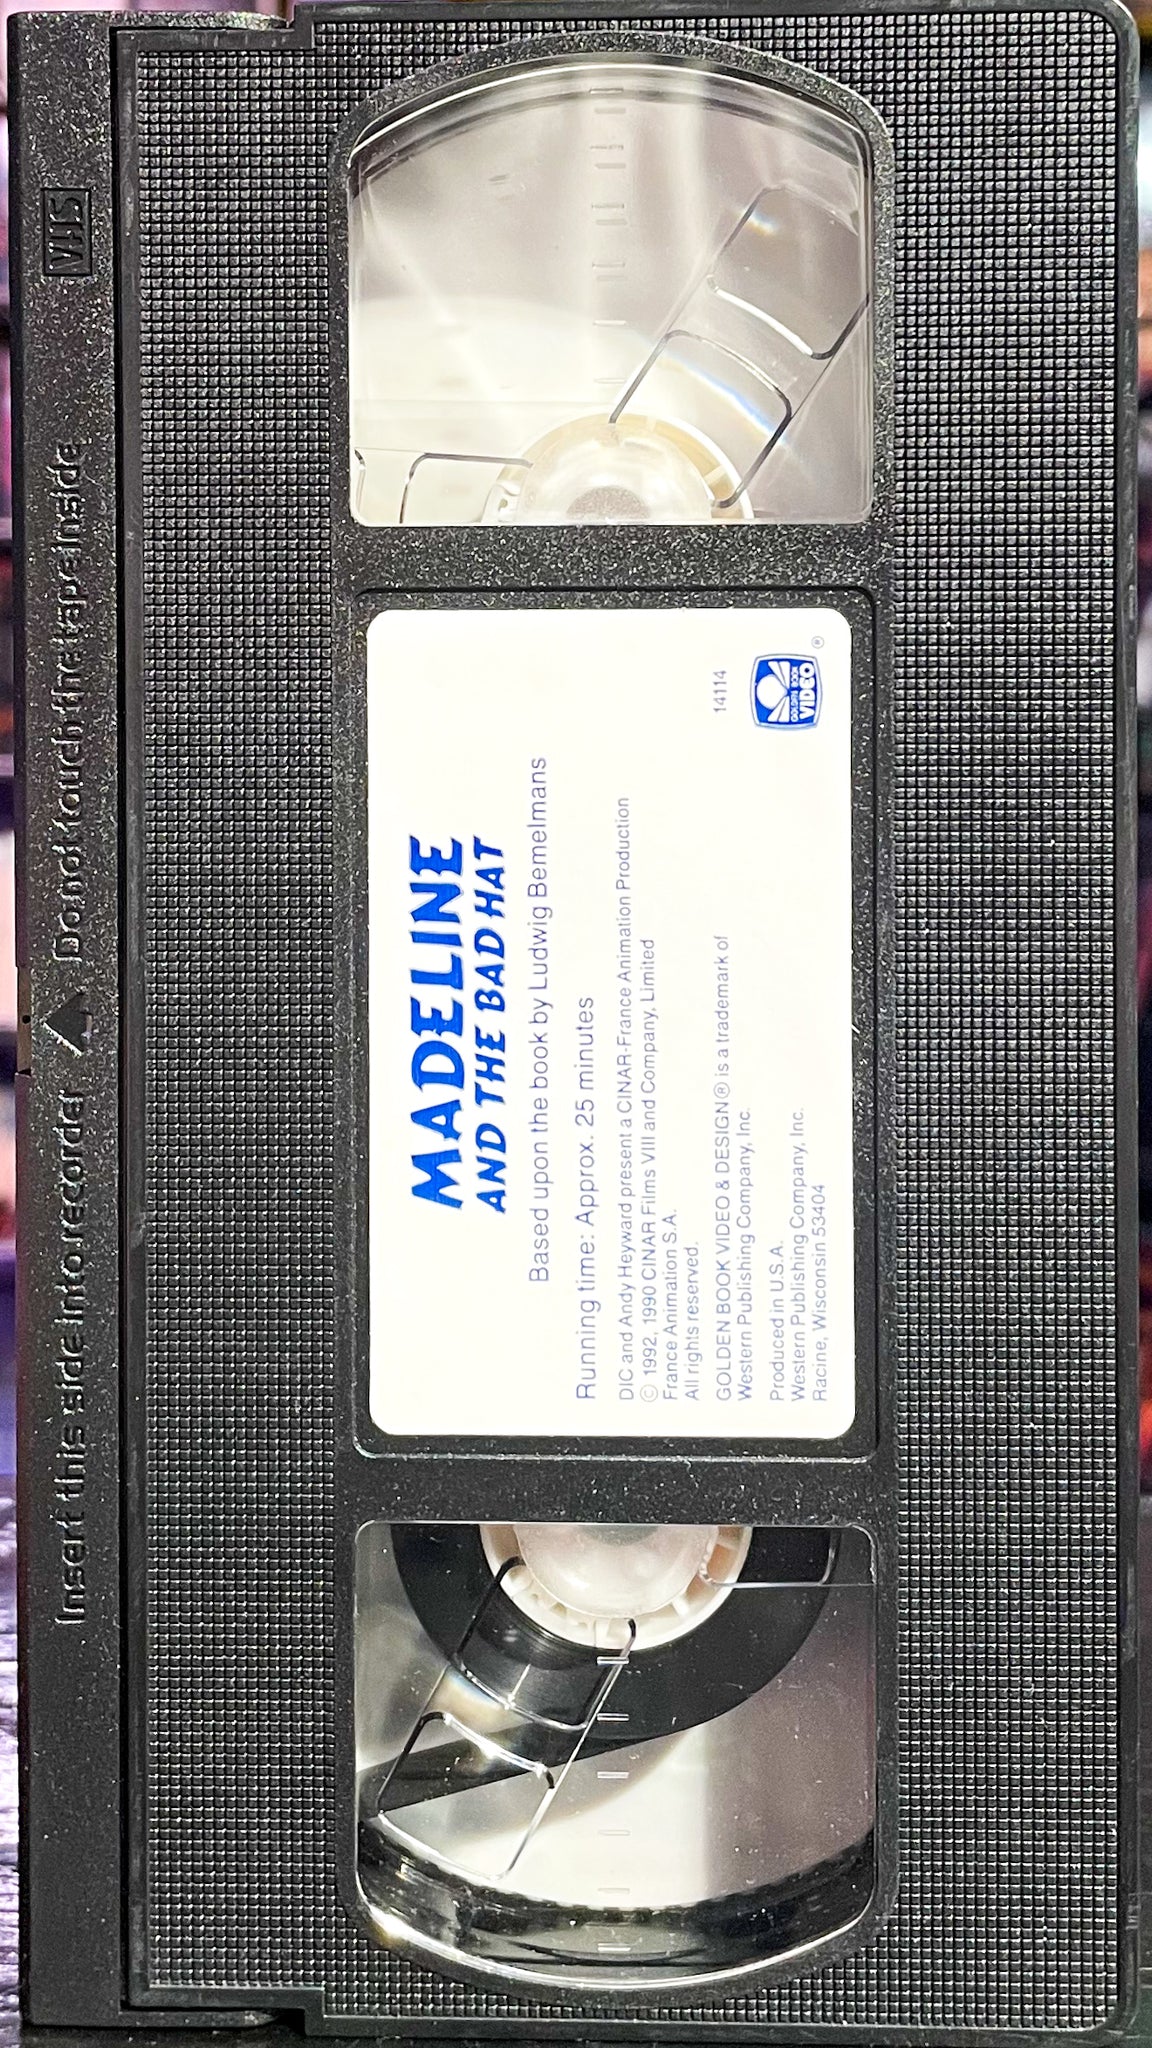 VHS
Insert this side into recorder
Do not touch the tape inside
MADELINE
AND THE BAD HAT
Based upon the book by Ludwig Bemelmans
Running time: Approx. 25 minutes
DIC and Andy Heyward present a CINAR-France Animation Production
© 1992, 1990 CINAR Films VIII and Company, Limited
France Animation S.A.
All rights reserved.
GOLDEN BOOK VIDEO & DESIGN® is a trademark of
Western Publishing Company, Inc.
Produced in U.S.A.
Western Publishing Company, Inc.
Racine, Wisconsin 53404
14114
GOLDEN BOOK
VIDEO
®